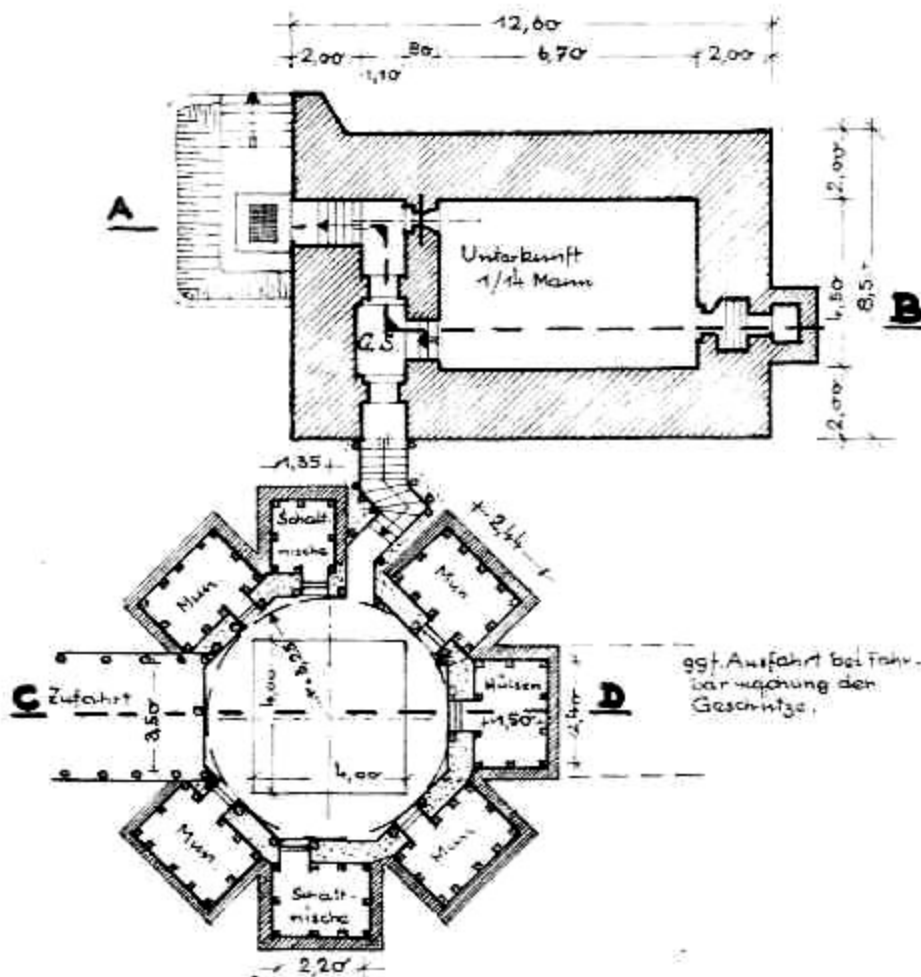 12,60
2,00 80 6,70 2,00
1,10
A
2,00
Unterkunft
1/14 Mann
4,50
8,5
B
G.S.
2,00
1,35
Schalt
nische
2,44
Mun
Mun
C
Zufahrt
3,50
4,00
4,00
Hülsen
1,50
2,40
D
ggf. Ausfahrt bei Fahr-
barmachung der
Geschütze.
Mun
Mun
Schalt-
nische
2,20